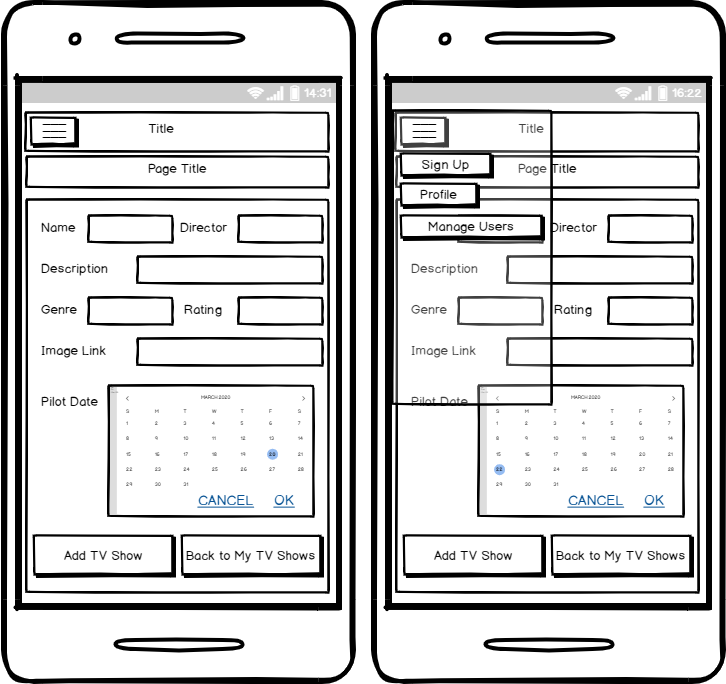 14:31
Title
Page Title
Name Director
Description
Genre Rating
Image Link
Pilot Date
< MARCH 2020 >
S M T W T F S
1 2 3 4 5 6 7
8 9 10 11 12 13 14
15 16 17 18 19 20 21
22 23 24 25 26 27 28
29 30 31
CANCEL OK
Add TV Show Back to My TV Shows
16:22
Title
Sign Up Page Title
Profile
Manage Users Director
Description
Genre Rating
Image Link
Pilot Date
< MARCH 2020 >
S M T W T F S
1 2 3 4 5 6 7
8 9 10 11 12 13 14
15 16 17 18 19 20 21
22 23 24 25 26 27 28
29 30 31
CANCEL OK
Add TV Show Back to My TV Shows